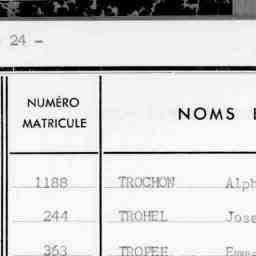 24 -
NUMÉRO
MATRICULE
NOMS
1188 TROCHON Alph
244 TROHEL Jose
363